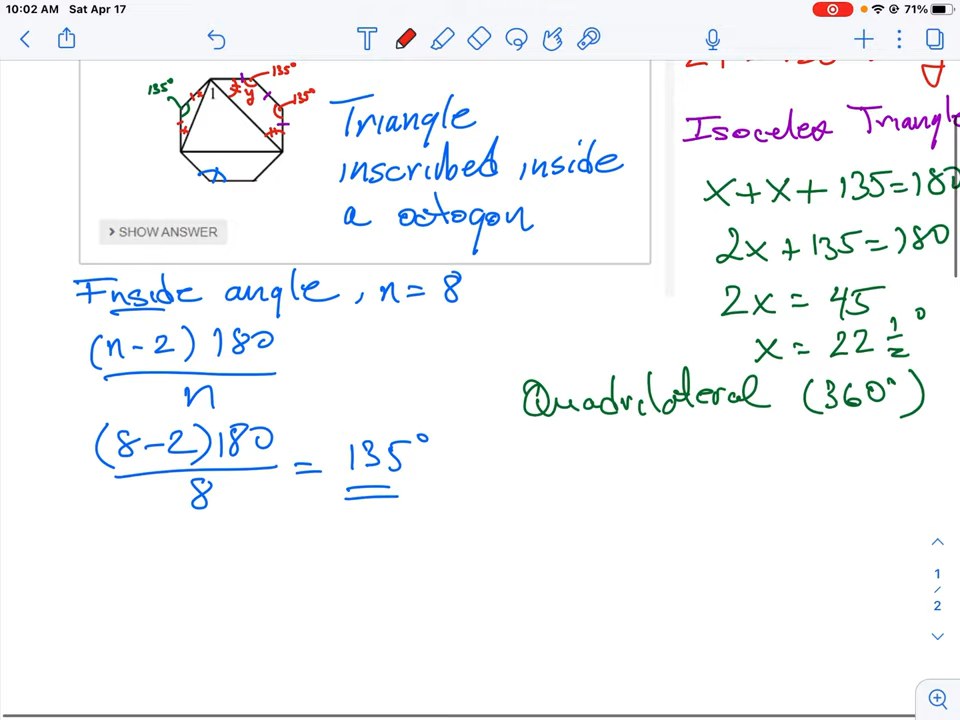 10:02 AM Sat Apr 17
71%
135°
135°
y
135°
1
> SHOW ANSWER
Triangle
inscribed inside
a octogon
Isoceles Triangle
x + x + 135 = 180
2x + 135 = 180
2x = 45
x = 22 1/2°
Quadrilateral (360°)
Inside angle, n = 8
(n - 2) 180
n
(8 - 2) 180
8
= 135°
1
/
2